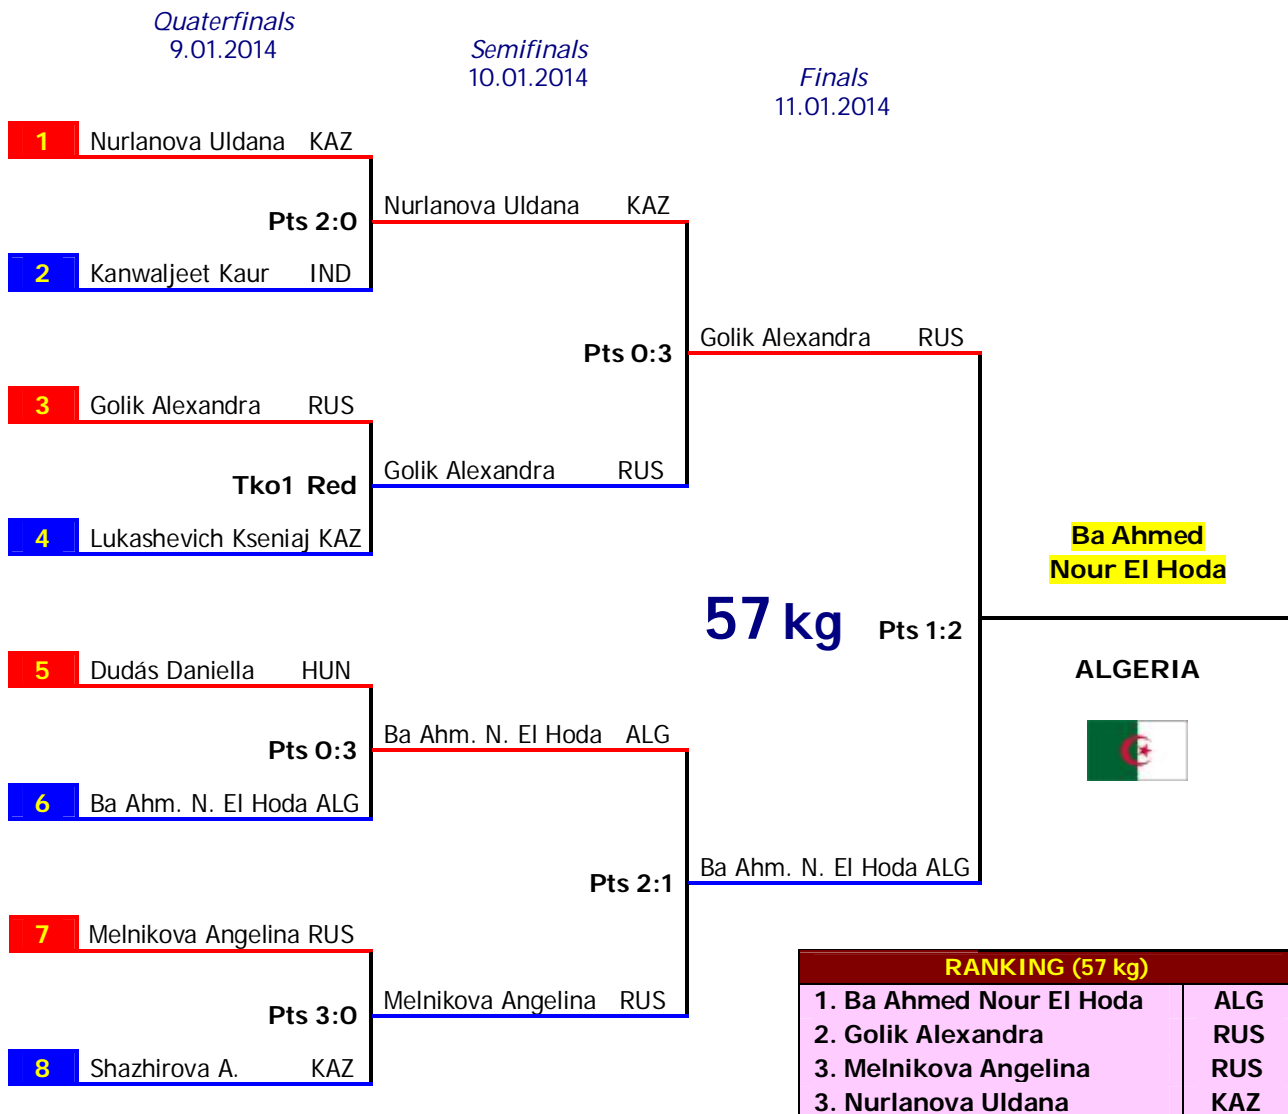 Quaterfinals
9.01.2014
Semifinals
10.01.2014
Finals
11.01.2014
1 Nurlanova Uldana KAZ
Pts 2:0
2 Kanwaljeet Kaur IND
Nurlanova Uldana KAZ
3 Golik Alexandra RUS
Tko1 Red
4 Lukashevich Kseniaj KAZ
Golik Alexandra RUS
Pts 0:3
Golik Alexandra RUS
5 Dudás Daniella HUN
Pts 0:3
6 Ba Ahm. N. El Hoda ALG
Ba Ahm. N. El Hoda ALG
7 Melnikova Angelina RUS
Pts 3:0
8 Shazhirova A. KAZ
Melnikova Angelina RUS
Pts 2:1
Ba Ahm. N. El Hoda ALG
57 kg Pts 1:2
Ba Ahmed
Nour El Hoda
ALGERIA
RANKING (57 kg)
1. Ba Ahmed Nour El Hoda ALG
2. Golik Alexandra RUS
3. Melnikova Angelina RUS
3. Nurlanova Uldana KAZ